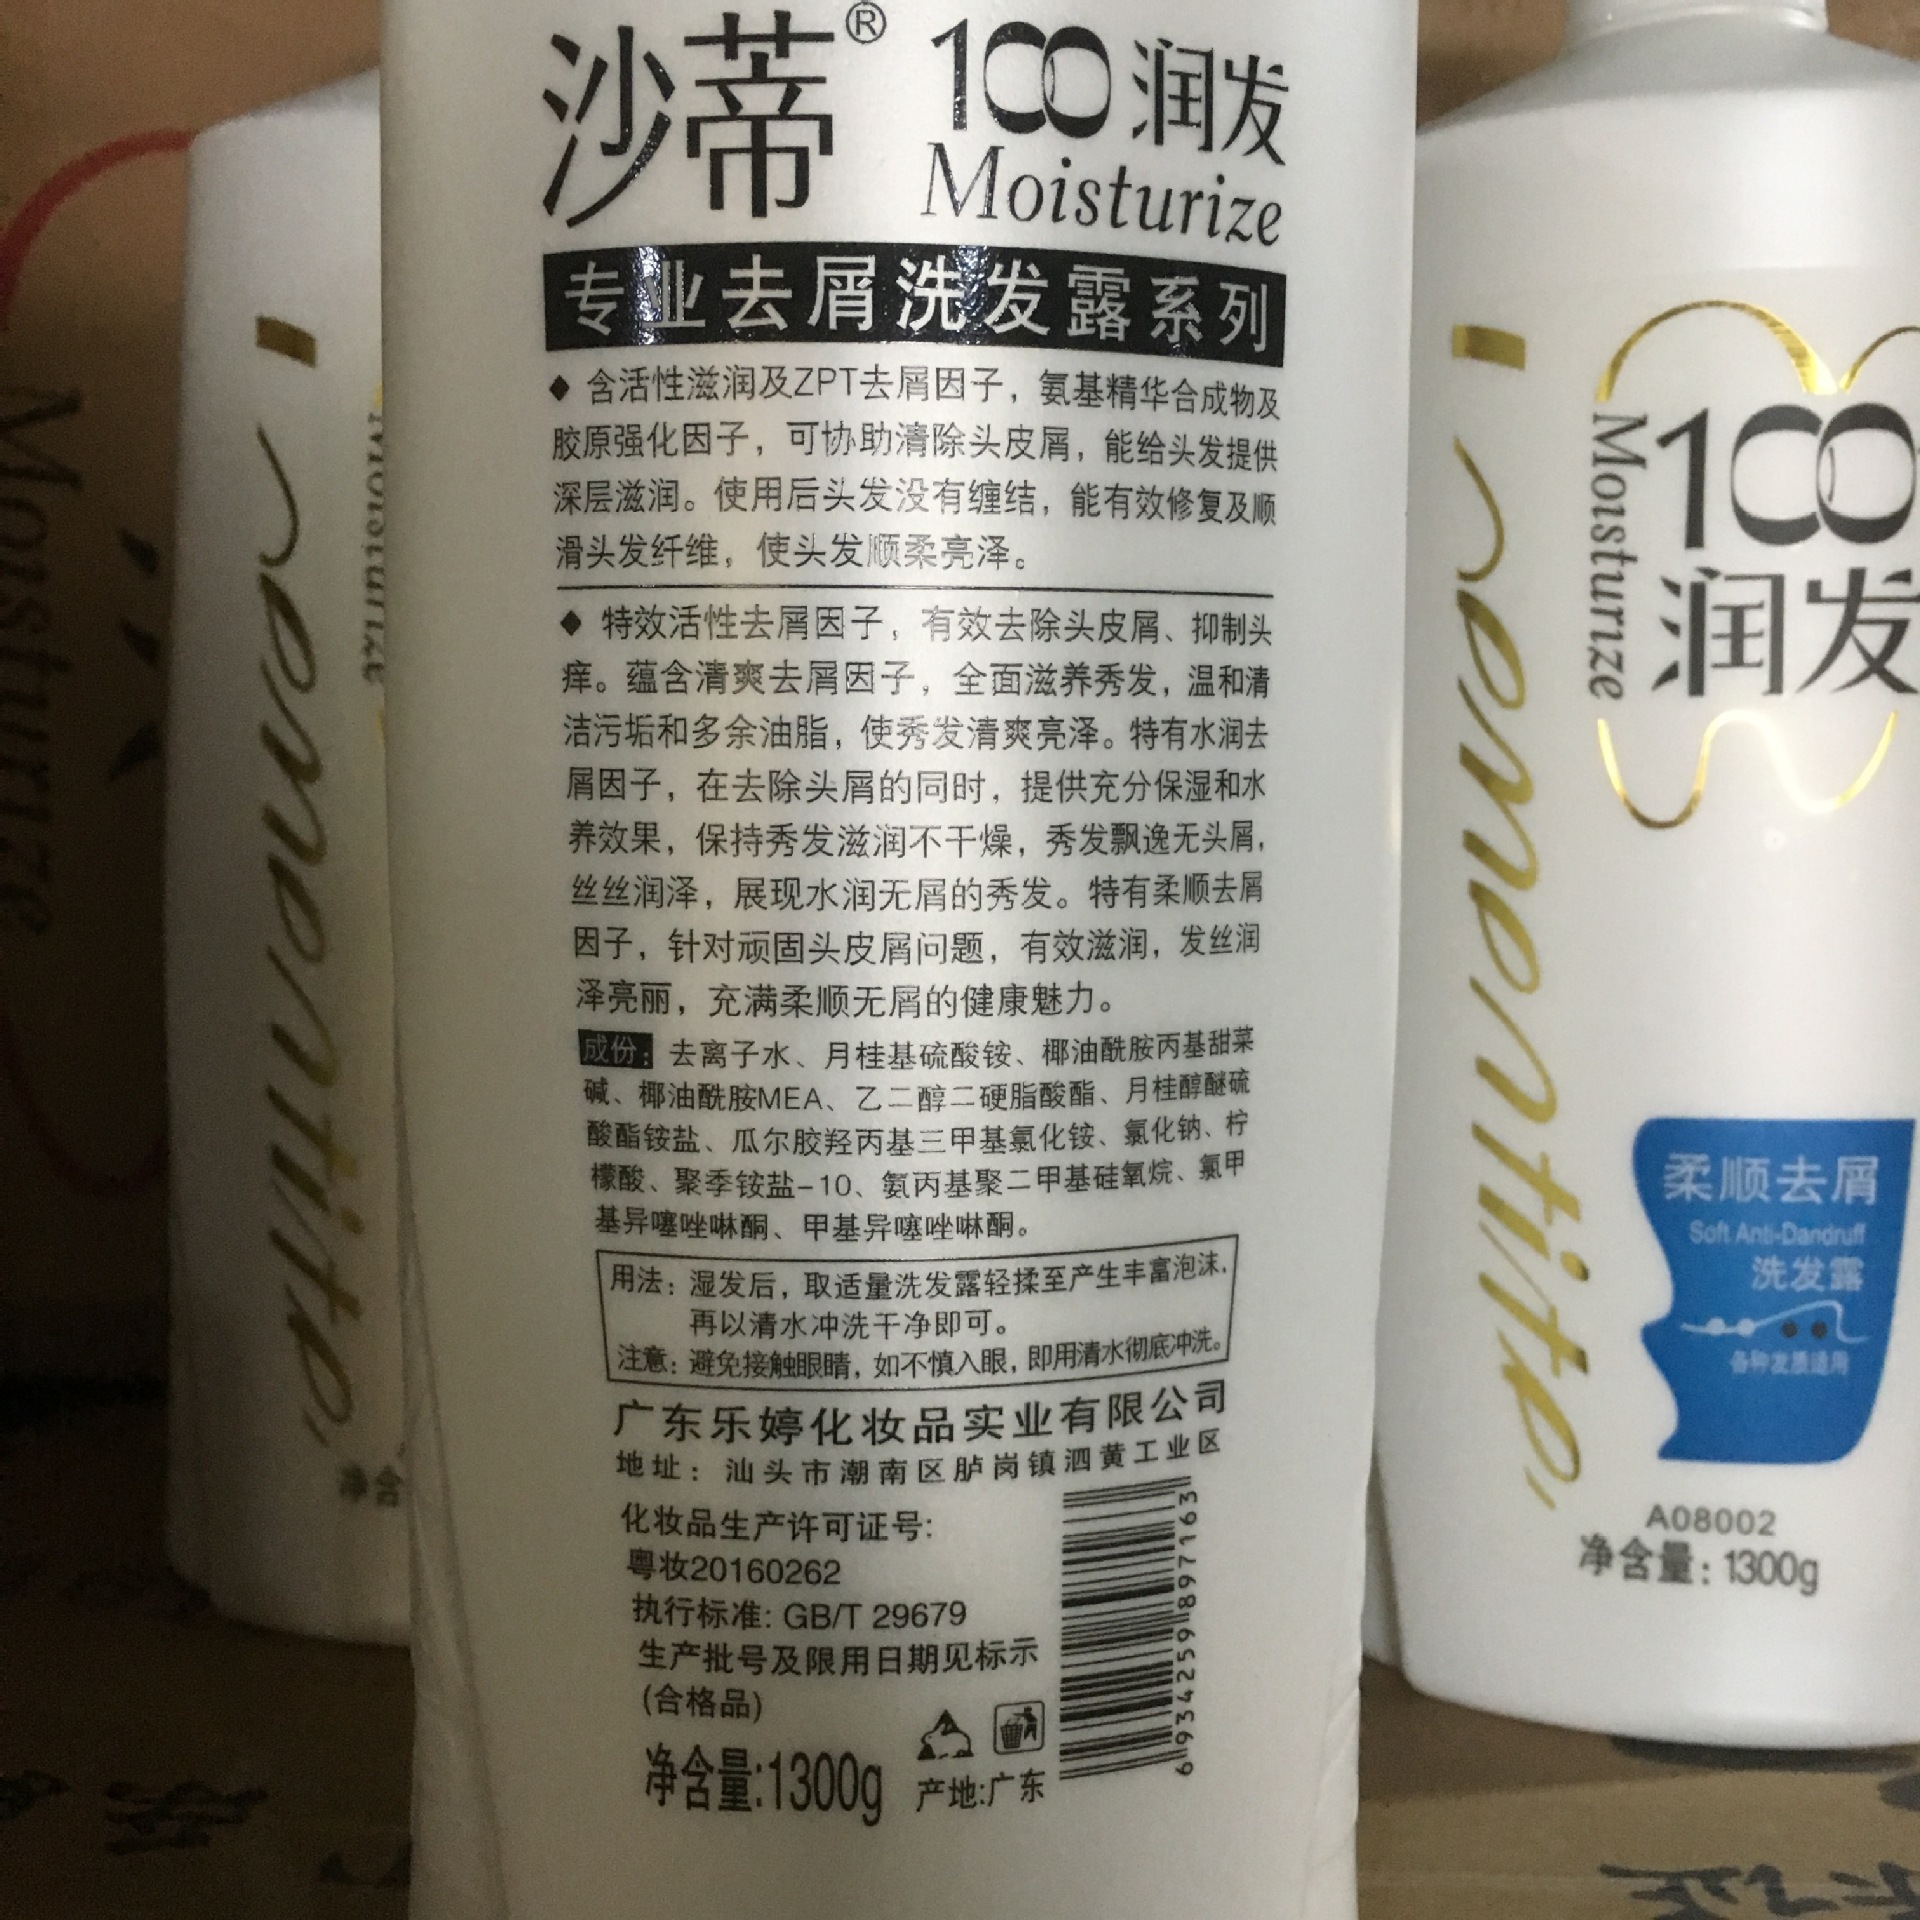 沙蒂® 100润发
Moisturize
专业去屑洗发露系列
◆ 含活性滋润及ZPT去屑因子，氨基精华合成物及
胶原强化因子，可协助清除头皮屑，能给头发提供
深层滋润。使用后头发没有缠结，能有效修复及顺
滑头发纤维，使头发顺柔亮泽。
◆ 特效活性去屑因子，有效去除头皮屑、抑制头
痒。蕴含清爽去屑因子，全面滋养秀发，温和清
洁污垢和多余油脂，使秀发清爽亮泽。特有水润去
屑因子，在去除头屑的同时，提供充分保湿和水
养效果，保持秀发滋润不干燥，秀发飘逸无头屑，
丝丝润泽，展现水润无屑的秀发。特有柔顺去屑
因子，针对顽固头皮屑问题，有效滋润，发丝润
泽亮丽，充满柔顺无屑的健康魅力。
成份：去离子水、月桂基硫酸铵、椰油酰胺丙基甜菜
碱、椰油酰胺MEA、乙二醇二硬脂酸酯、月桂醇醚硫
酸酯铵盐、瓜尔胶羟丙基三甲基氯化铵、氯化钠、柠
檬酸、聚季铵盐-10、氨丙基聚二甲基硅氧烷、氯甲
基异噻唑啉酮、甲基异噻唑啉酮。
用法：湿发后，取适量洗发露轻揉至产生丰富泡沫，
再以清水冲洗干净即可。
注意：避免接触眼睛，如不慎入眼，即用清水彻底冲洗。
广东乐婷化妆品实业有限公司
地址：汕头市潮南区胪岗镇泗黄工业区
化妆品生产许可证号:
粤妆20160262
执行标准: GB/T 29679
生产批号及限用日期见标示
(合格品)
净含量:1300g
产地:广东
6934259897163
100
润发
Moisturize
柔顺去屑
Soft Anti-Dandruff
洗发露
各种发质适用
A08002
净含量: 1300g
Moisturize
净含
Moisturize